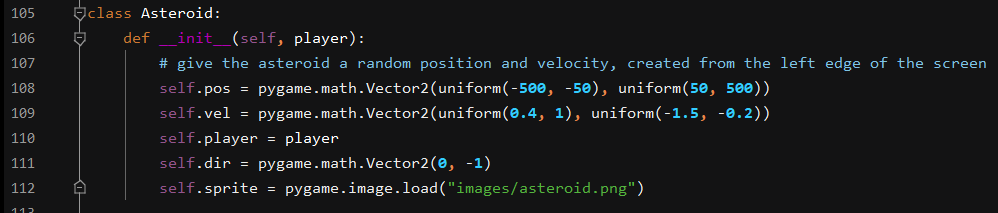 105 class Asteroid:
106 def __init__(self, player):
107 # give the asteroid a random position and velocity, created from the left edge of the screen
108 self.pos = pygame.math.Vector2(uniform(-500, -50), uniform(50, 500))
109 self.vel = pygame.math.Vector2(uniform(0.4, 1), uniform(-1.5, -0.2))
110 self.player = player
111 self.dir = pygame.math.Vector2(0, -1)
112 self.sprite = pygame.image.load("images/asteroid.png")
113